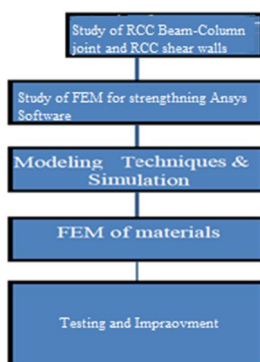 Study of RCC Beam-Column
joint and RCC shear walls
Study of FEM for strengthning Ansys
Software
Modeling Techniques &
Simulation
FEM of materials
Testing and Impraovment